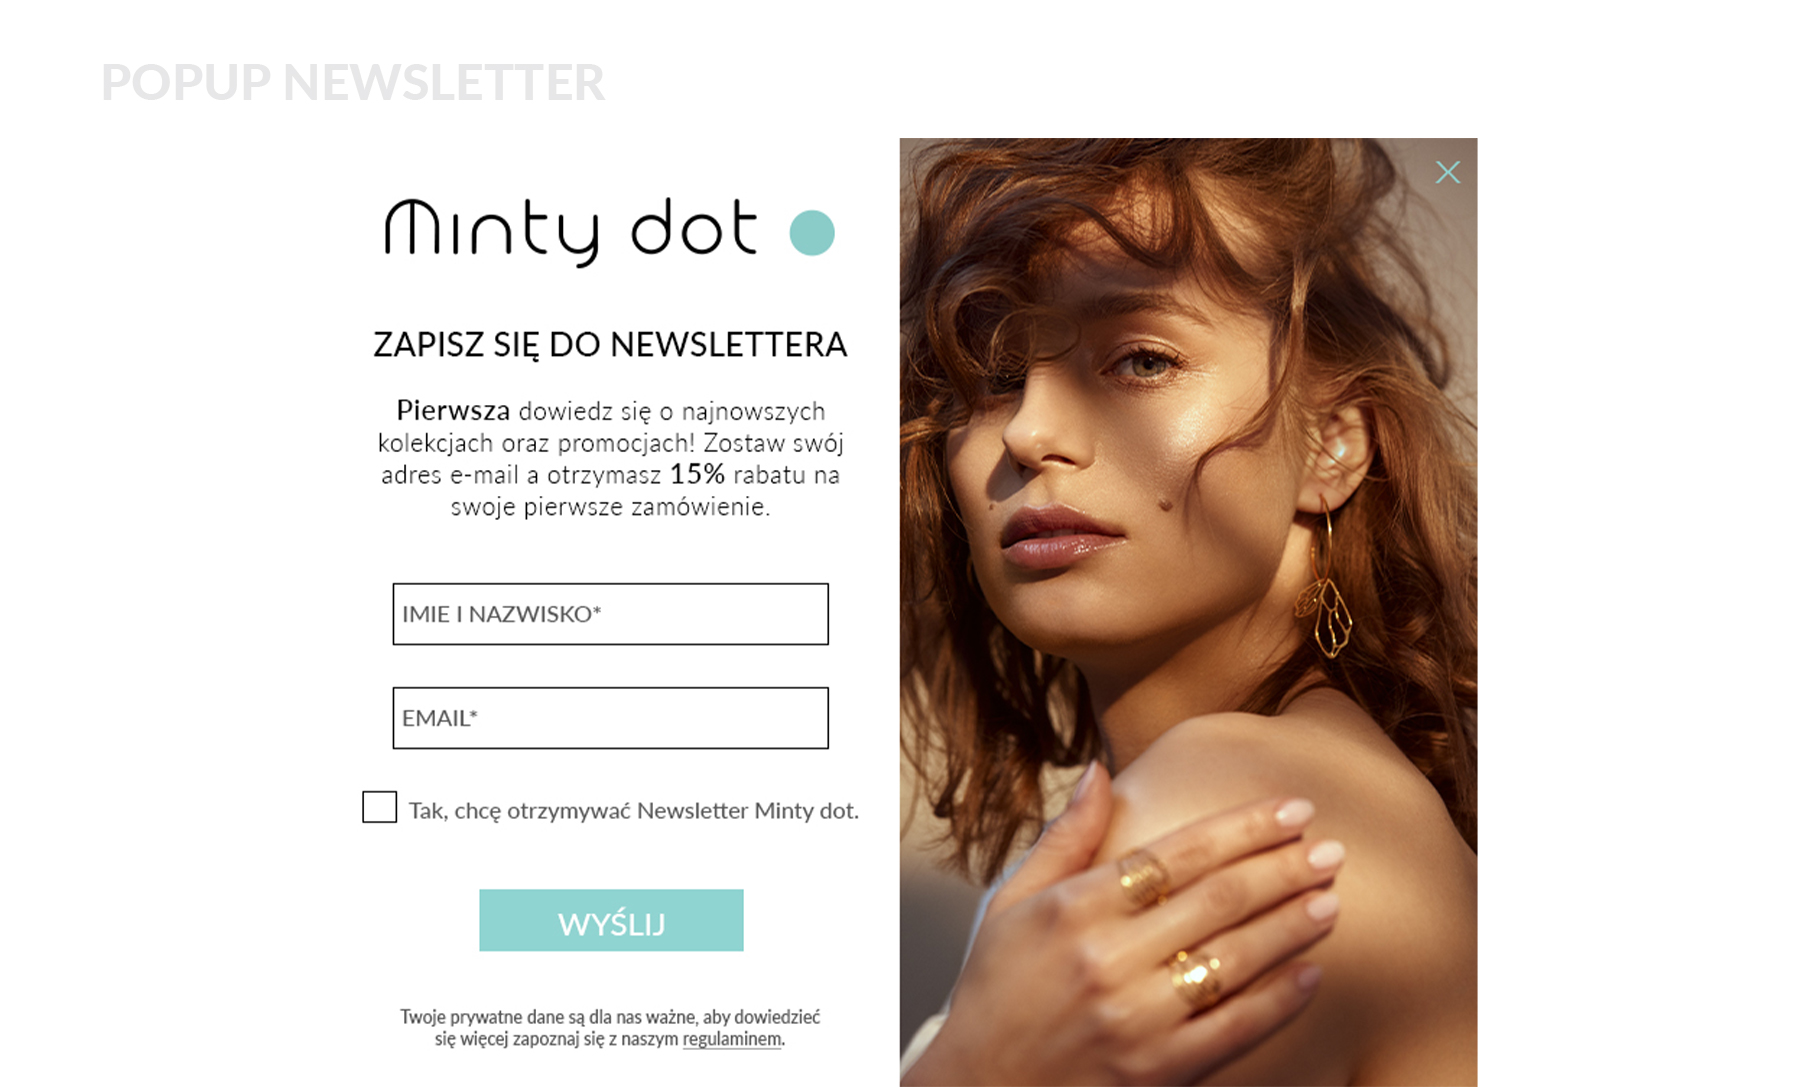 POPUP NEWSLETTER
Minty dot
ZAPISZ SIĘ DO NEWSLETTERA
Pierwsza dowiedz się o najnowszych
kolekcjach oraz promocjach! Zostaw swój
adres e-mail a otrzymasz 15% rabatu na
swoje pierwsze zamówienie.
IMIE I NAZWISKO*
EMAIL*
Tak, chcę otrzymywać Newsletter Minty dot.
WYŚLIJ
Twoje prywatne dane są dla nas ważne, aby dowiedzieć
się więcej zapoznaj się z naszym regulaminem.